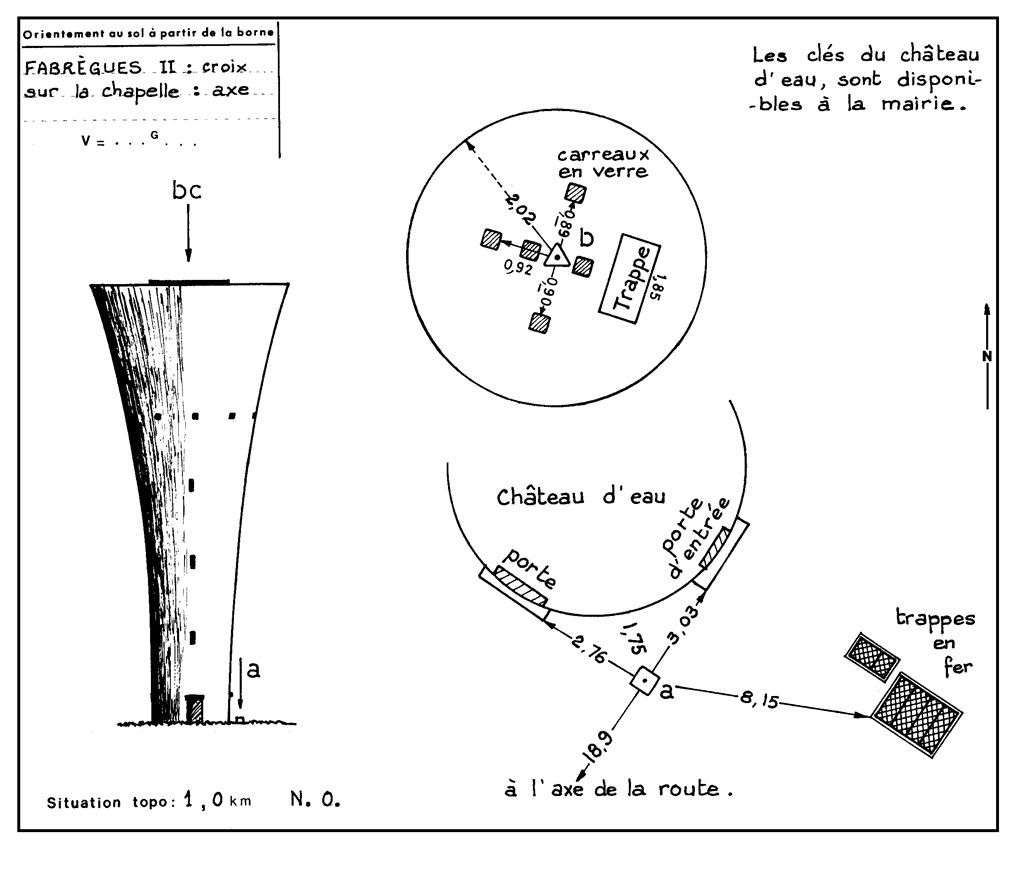 Orientement au sol à partir de la borne
FABRÈGUES II : croix
sur la chapelle : axe
V = . . . G . . .
Les clés du château
d'eau, sont disponi-
-bles à la mairie.
bc
a
carreaux
en verre
2,02
1,89
b
0,92
1,90
Trappe
1,85
N
Château d'eau
porte
d'entrée
porte
2,76
1,75
3,03
a
8,15
18,9
à l'axe de la route.
trappes
en
fer
Situation topo: 1,0 km N. O.